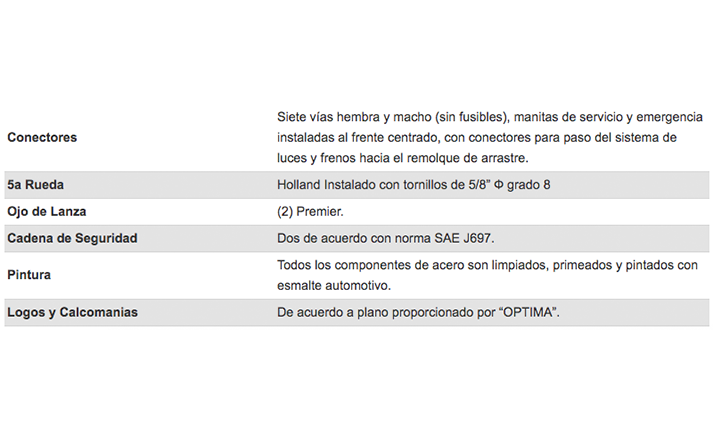 Conectores
Siete vías hembra y macho (sin fusibles), manitas de servicio y emergencia
instaladas al frente centrado, con conectores para paso del sistema de
luces y frenos hacia el remolque de arrastre.
5a Rueda
Holland Instalado con tornillos de 5/8” Φ grado 8
Ojo de Lanza
(2) Premier.
Cadena de Seguridad
Dos de acuerdo con norma SAE J697.
Pintura
Todos los componentes de acero son limpiados, primeados y pintados con
esmalte automotivo.
Logos y Calcomanias
De acuerdo a plano proporcionado por “OPTIMA”.